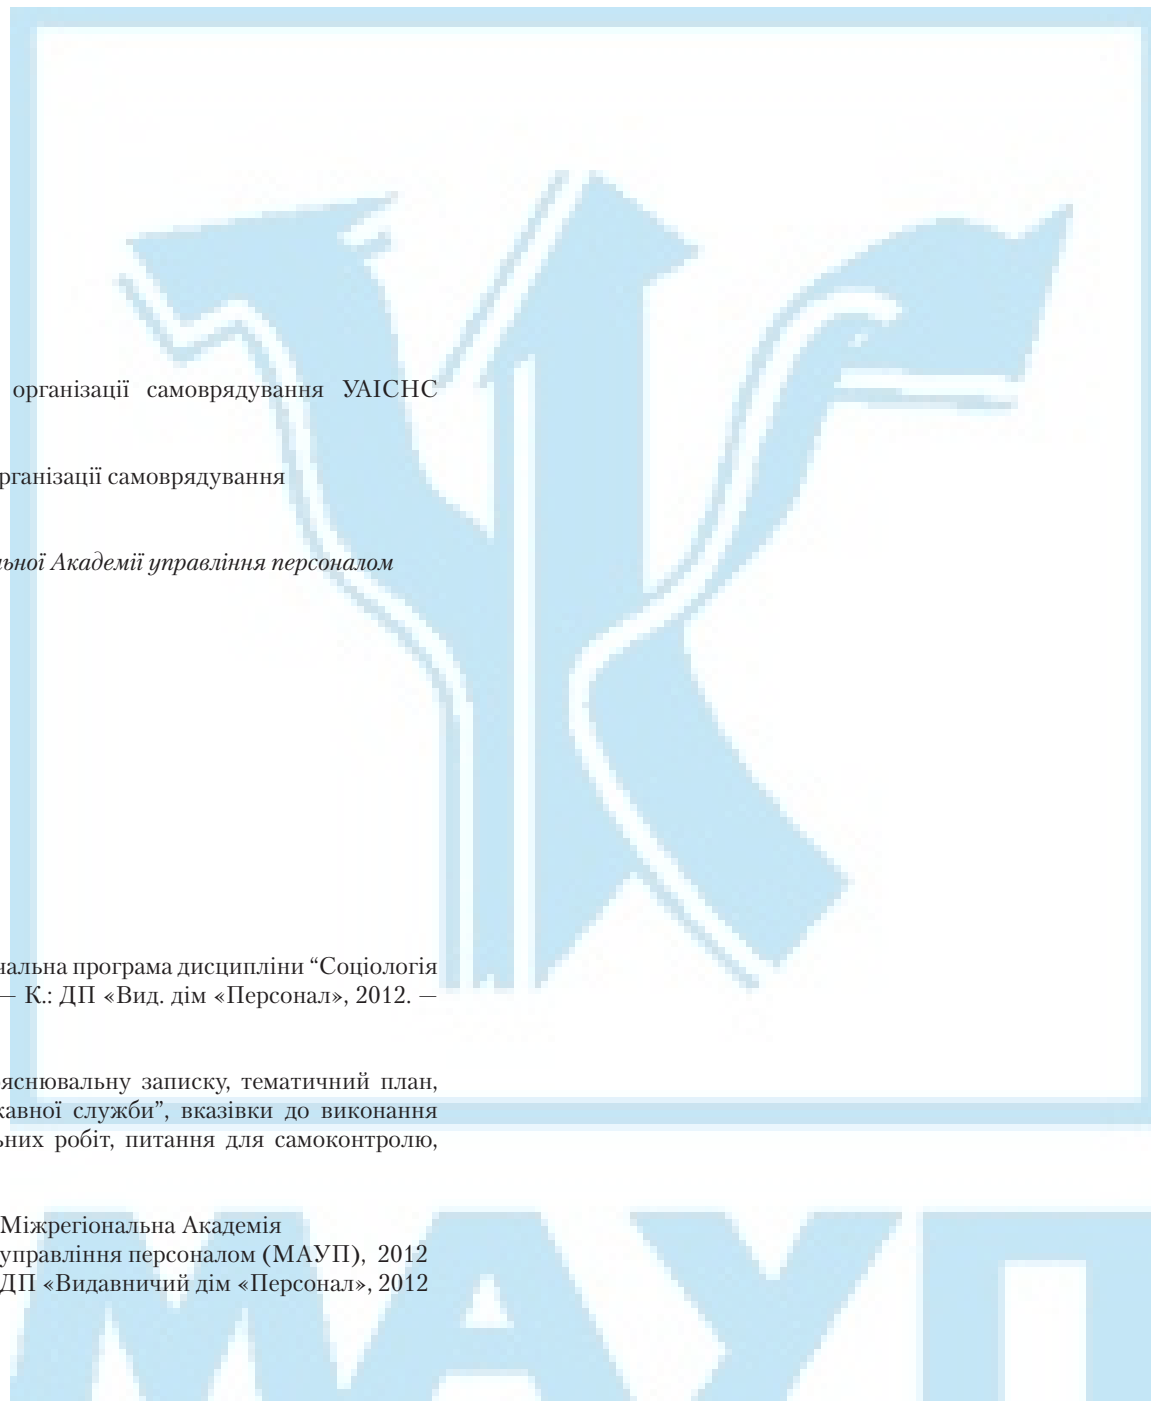 організації самоврядування УАІСНС
рганізації самоврядування
льної Академії управління персоналом
чальна програма дисципліни “Соціологія
— К.: ДП «Вид. дім «Персонал», 2012. —
яснювальну записку, тематичний план,
кавної служби”, вказівки до виконання
льних робіт, питання для самоконтролю,
Міжрегіональна Академія
управління персоналом (МАУП), 2012
ДП «Видавничий дім «Персонал», 2012
МАУП